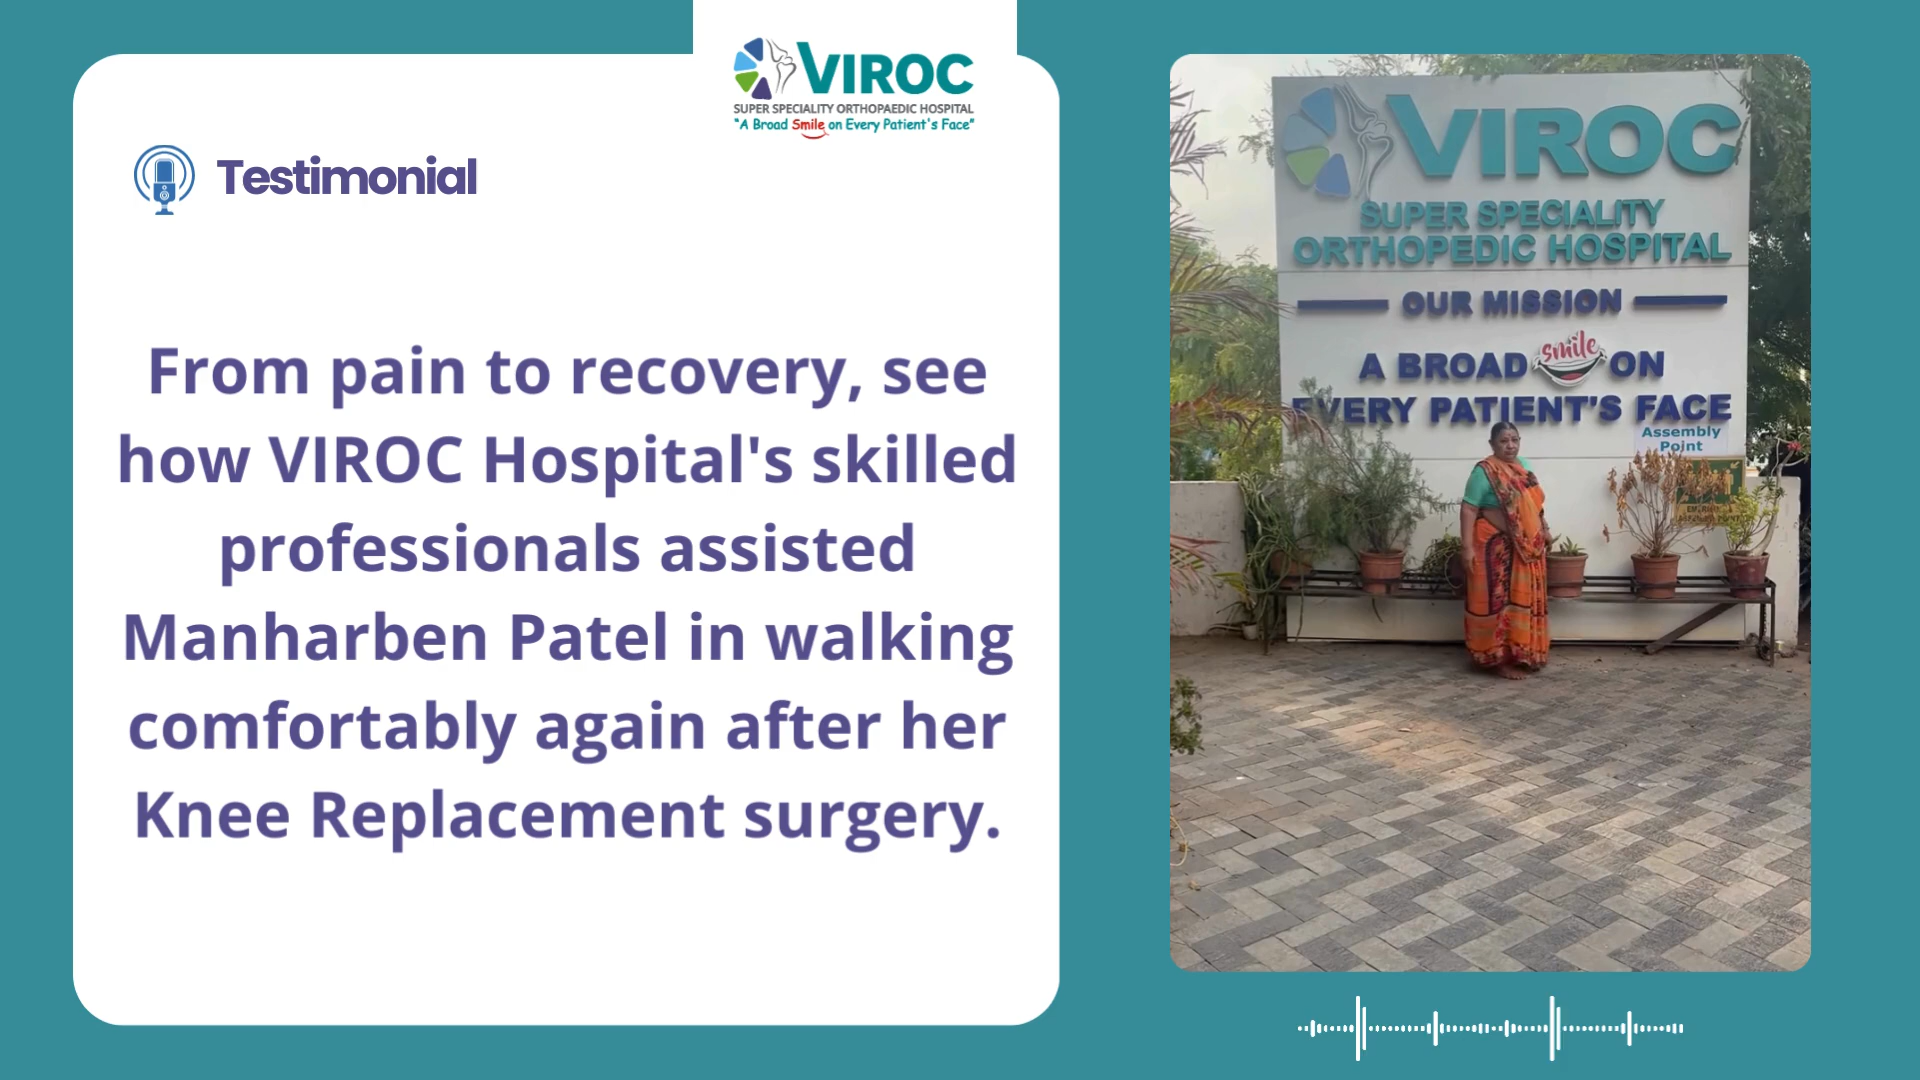 VIROC
SUPER SPECIALITY ORTHOPAEDIC HOSPITAL
"A Broad Smile on Every Patient's Face"
Testimonial
From pain to recovery, see
how VIROC Hospital's skilled
professionals assisted
Manharben Patel in walking
comfortably again after her
Knee Replacement surgery.
VIROC
SUPER SPECIALITY
ORTHOPEDIC HOSPITAL
OUR MISSION
A BROAD smile ON
EVERY PATIENT'S FACE
Assembly
Point